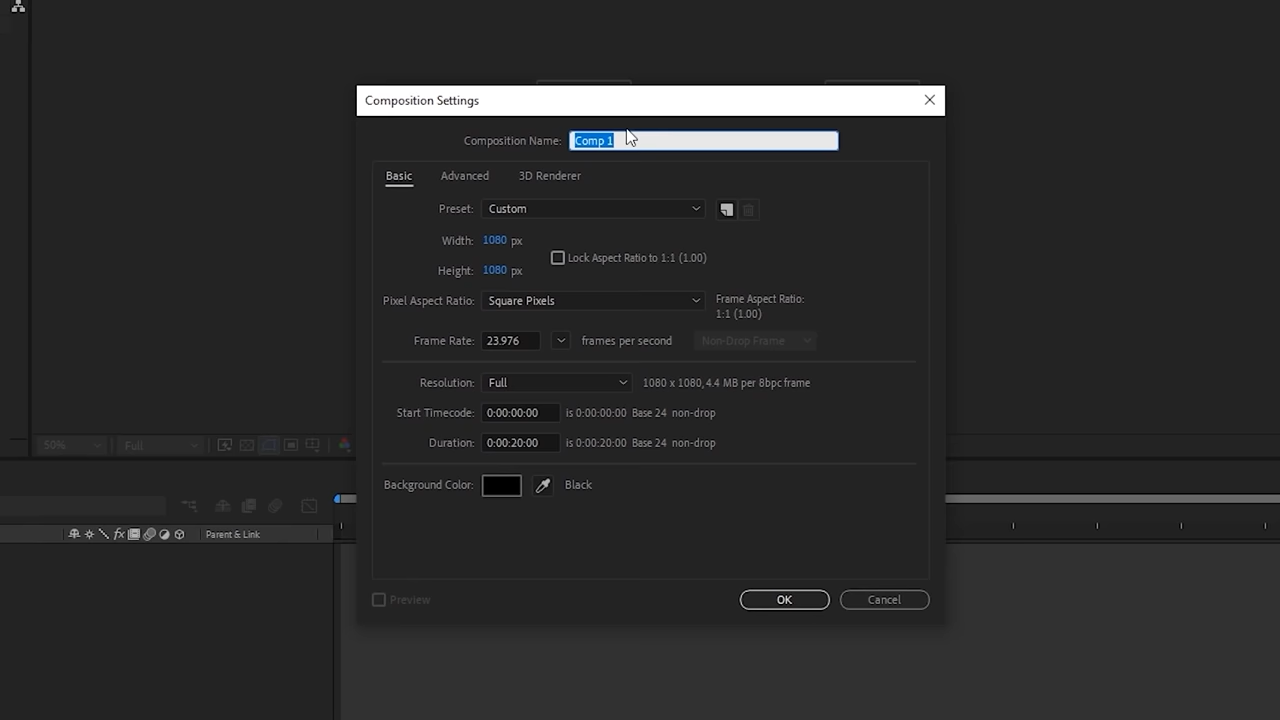 Composition Settings
Composition Name: Comp 1
Basic Advanced 3D Renderer
Preset: Custom
Width: 1080 px
Lock Aspect Ratio to 1:1 (1.00)
Height: 1080 px
Pixel Aspect Ratio: Square Pixels
Frame Aspect Ratio:
1:1 (1.00)
Frame Rate: 23.976 frames per second Non-Drop Frame
Resolution: Full 1080 x 1080, 4.4 MB per 8bpc frame
Start Timecode: 0:00:00:00 is 0:00:00:00 Base 24 non-drop
Duration: 0:00:20:00 is 0:00:20:00 Base 24 non-drop
50% Full
Background Color: Black
fx Parent & Link
Preview OK Cancel